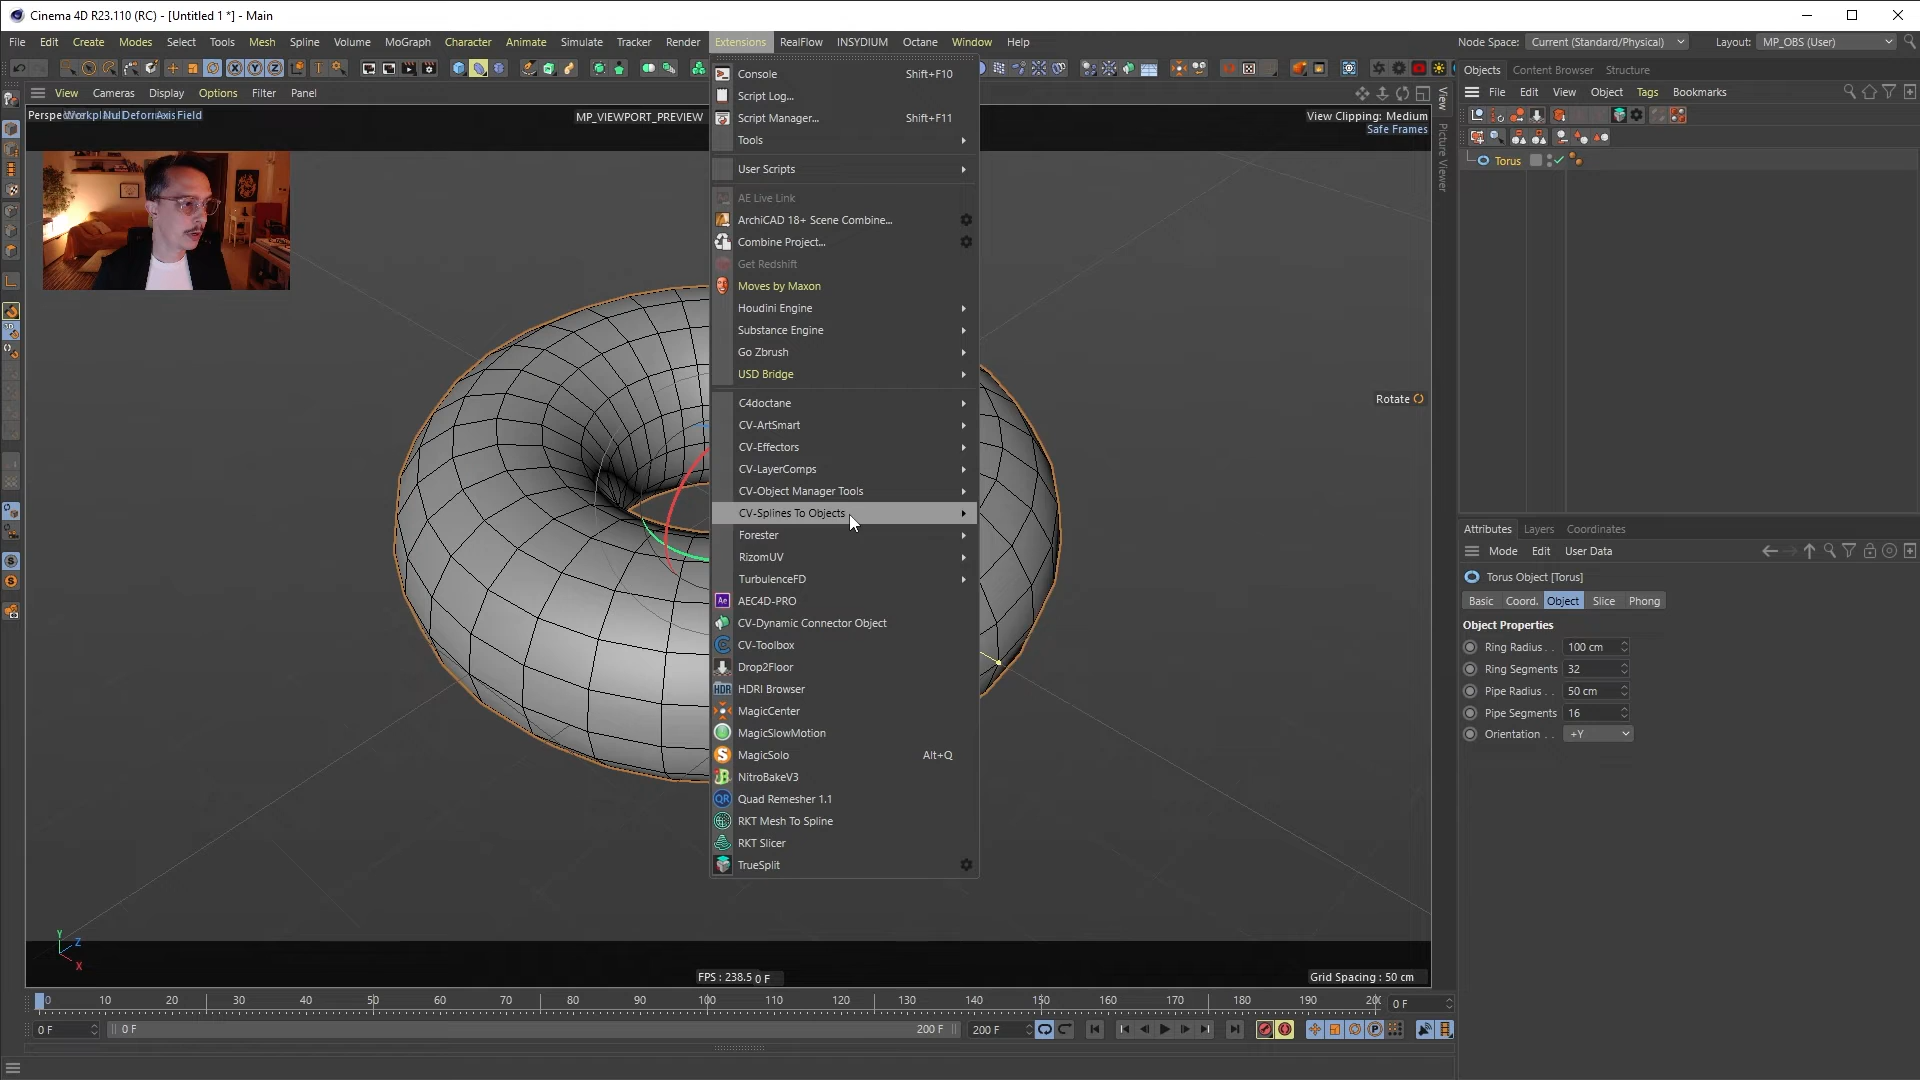 Cinema 4D R23.110 (RC) - [Untitled 1 *] - Main
File Edit Create Modes Select Tools Mesh Spline Volume MoGraph Character Animate Simulate Tracker Render Extensions RealFlow INSYDIUM Octane Window Help
Node Space: Current (Standard/Physical) Layout: MP_OBS (User)
View Cameras Display Options Filter Panel
MP_VIEWPORT_PREVIEW
View Clipping: Medium
Safe Frames
Rotate
Console Shift+F10
Script Log...
Script Manager... Shift+F11
Tools
User Scripts
AE Live Link
ArchiCAD 18+ Scene Combine...
Combine Project...
Get Redshift
Moves by Maxon
Houdini Engine
Substance Engine
Go Zbrush
USD Bridge
C4doctane
CV-ArtSmart
CV-Effectors
CV-LayerComps
CV-Object Manager Tools
CV-Splines To Objects
Forester
RizomUV
TurbulenceFD
AEC4D-PRO
CV-Dynamic Connector Object
CV-Toolbox
Drop2Floor
HDRI Browser
MagicCenter
MagicSlowMotion
MagicSolo Alt+Q
NitroBakeV3
Quad Remesher 1.1
RKT Mesh To Spline
RKT Slicer
TrueSplit
View
Picture Viewer
Objects Content Browser Structure
File Edit View Object Tags Bookmarks
Torus
Attributes Layers Coordinates
Mode Edit User Data
Torus Object [Torus]
Basic Coord. Object Slice Phong
Object Properties
Ring Radius . . 100 cm
Ring Segments 32
Pipe Radius . . 50 cm
Pipe Segments 16
Orientation . . +Y
Y
Z
X
FPS : 238.5 0 F
Grid Spacing : 50 cm
0 10 20 30 40 50 60 70 80 90 100 110 120 130 140 150 160 170 180 190 0 F
0 F 0 F 200 F 200 F